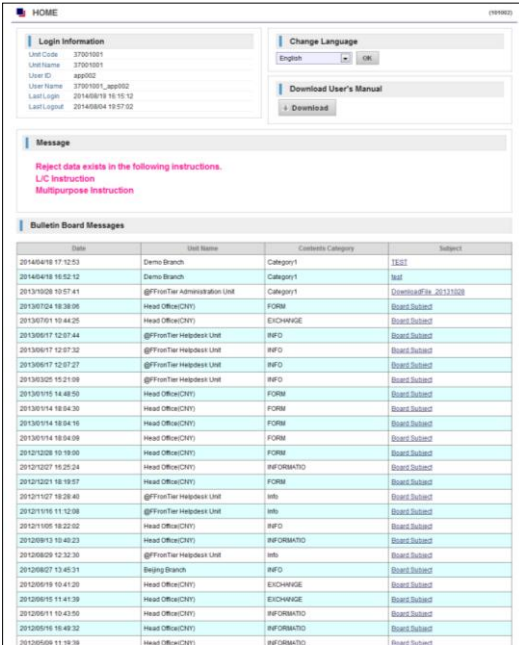 HOME
(101002)
Login Information
Unit Code 37001001
Unit Name 37001001
User ID app002
User Name 37001001_app002
Last Login 2014/08/19 16:15:12
Last Logout 2014/08/04 19:57:02
Change Language
English OK
Download User's Manual
Download
Message
Reject data exists in the following instructions.
L/C Instruction
Multipurpose Instruction
Bulletin Board Messages
Date Unit Name Contents Category Subject
2014/04/18 17:12:53 Demo Branch Category1 TEST
2014/04/18 16:52:12 Demo Branch Category1 test
2013/10/28 10:57:41 @FFronTier Administration Unit Category1 DownloadFile_20131028
2013/07/24 18:38:06 Head Office(CNY) FORM Board Subject
2013/07/01 10:44:25 Head Office(CNY) EXCHANGE Board Subject
2013/06/17 12:07:44 @FFronTier Helpdesk Unit INFO Board Subject
2013/06/17 12:07:32 @FFronTier Helpdesk Unit INFO Board Subject
2013/06/17 12:07:27 @FFronTier Helpdesk Unit INFO Board Subject
2013/03/25 15:21:09 @FFronTier Helpdesk Unit INFO Board Subject
2013/01/15 14:48:50 Head Office(CNY) FORM Board Subject
2013/01/14 18:04:30 Head Office(CNY) FORM Board Subject
2013/01/14 18:04:16 Head Office(CNY) FORM Board Subject
2013/01/14 18:04:09 Head Office(CNY) FORM Board Subject
2012/12/28 10:19:00 Head Office(CNY) FORM Board Subject
2012/12/27 15:25:24 Head Office(CNY) INFORMATIO Board Subject
2012/12/21 18:19:57 Head Office(CNY) FORM Board Subject
2012/11/27 18:28:40 @FFronTier Helpdesk Unit Info Board Subject
2012/11/16 11:12:08 @FFronTier Helpdesk Unit Info Board Subject
2012/11/05 18:22:02 Head Office(CNY) INFO Board Subject
2012/09/13 10:40:23 Head Office(CNY) INFORMATIO Board Subject
2012/08/29 12:32:30 @FFronTier Helpdesk Unit Info Board Subject
2012/08/27 13:45:31 Beijing Branch INFO Board Subject
2012/06/19 10:41:20 Head Office(CNY) EXCHANGE Board Subject
2012/06/15 11:41:39 Head Office(CNY) EXCHANGE Board Subject
2012/06/11 10:43:50 Head Office(CNY) INFORMATIO Board Subject
2012/05/16 16:49:32 Head Office(CNY) INFORMATIO Board Subject
2012/05/09 11:19:39 Head Office(CNY) INFORMATIO Board Subject